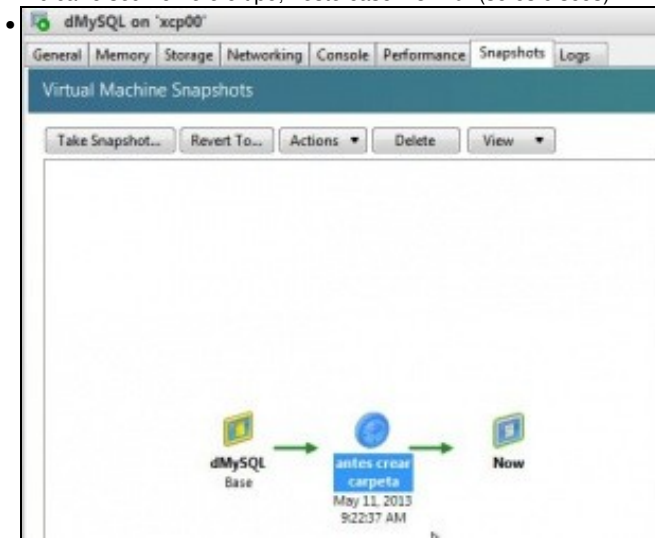 dMySQL on 'xcp00'
General Memory Storage Networking Console Performance Snapshots Logs
Virtual Machine Snapshots
Take Snapshot... Revert To... Actions Delete View
dMySQL
Base
antes crear
carpeta
May 11, 2013
9:22:37 AM
Now